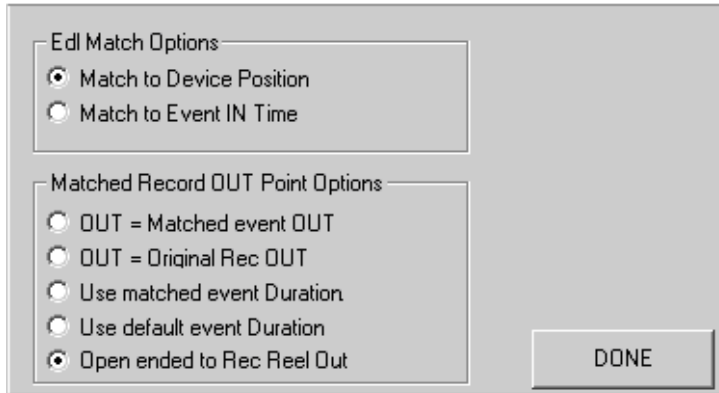 Edl Match Options
Match to Device Position
Match to Event IN Time
Matched Record OUT Point Options
OUT = Matched event OUT
OUT = Original Rec OUT
Use matched event Duration
Use default event Duration
Open ended to Rec Reel Out
DONE